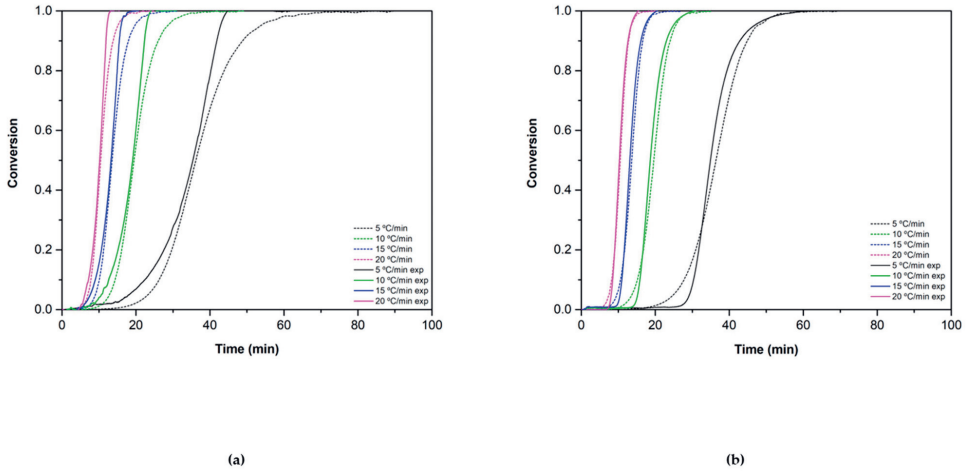 1.0
0.8
0.6
0.4
0.2
0.0
Conversion
0
20
40
60
80
100
Time (min)
5 ºC/min
10 ºC/min
15 ºC/min
20 ºC/min
5 ºC/min exp
10 ºC/min exp
15 ºC/min exp
20 ºC/min exp
(a)
1.0
0.8
0.6
0.4
0.2
0.0
Conversion
0
20
40
60
80
100
Time (min)
5 ºC/min
10 ºC/min
15 ºC/min
20 ºC/min
5 ºC/min exp
10 ºC/min exp
15 ºC/min exp
20 ºC/min exp
(b)